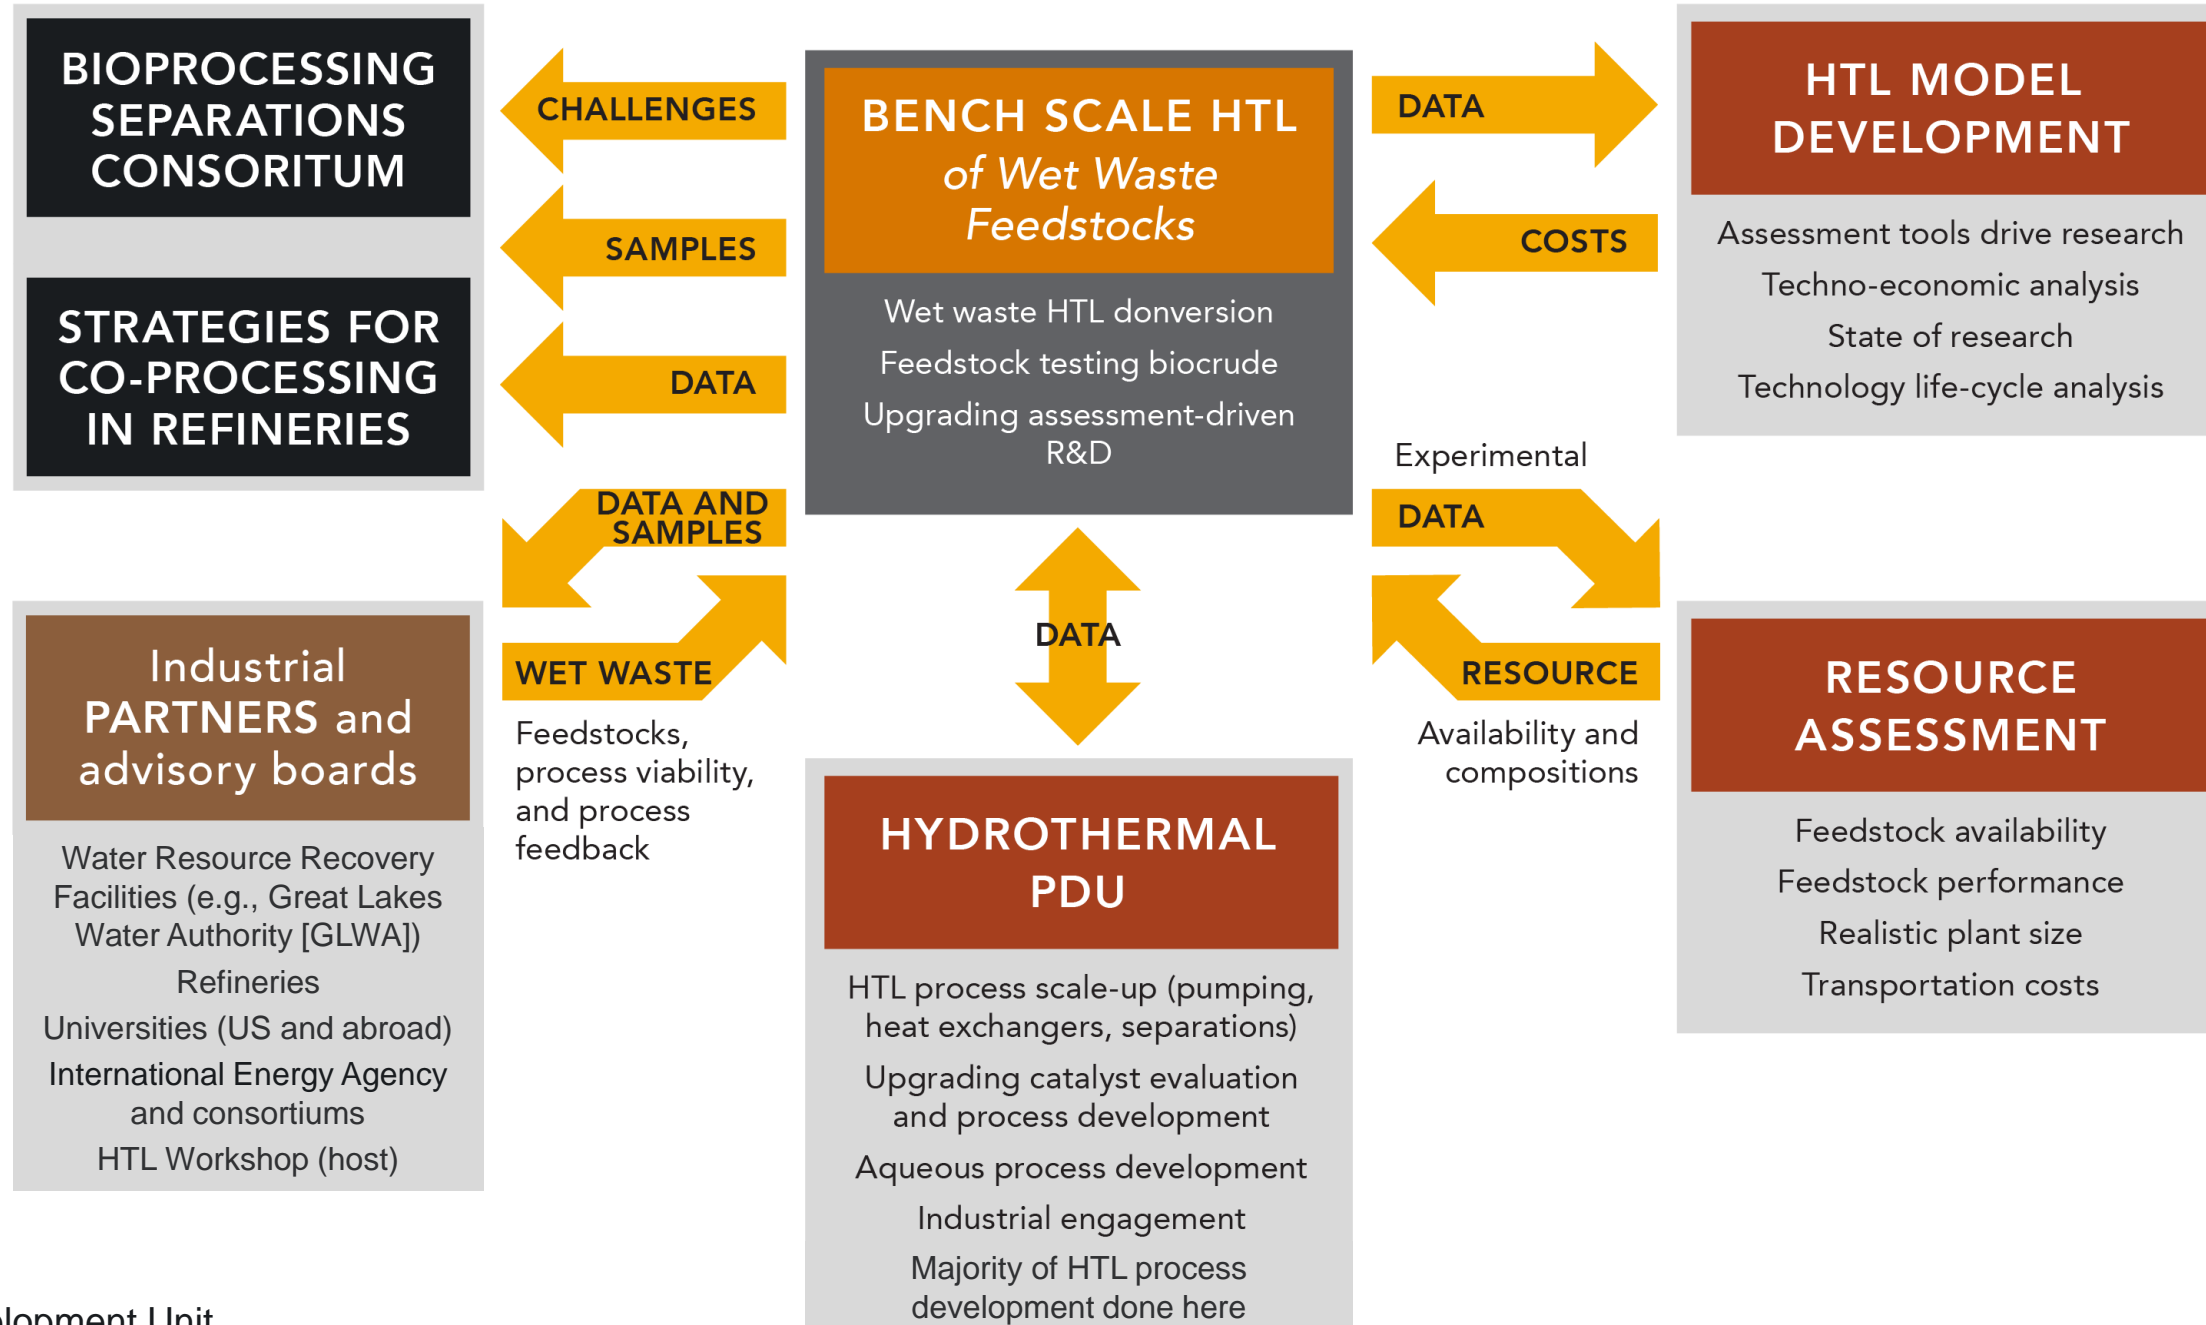 BIOPROCESSING
SEPARATIONS
CONSORITUM
STRATEGIES FOR
CO-PROCESSING
IN REFINERIES
CHALLENGES
SAMPLES
DATA
BENCH SCALE HTL
of Wet Waste
Feedstocks
Wet waste HTL donversion
Feedstock testing biocrude
Upgrading assessment-driven
R&D
DATA
COSTS
HTL MODEL
DEVELOPMENT
Assessment tools drive research
Techno-economic analysis
State of research
Technology life-cycle analysis
DATA AND
SAMPLES
WET WASTE
Feedstocks,
process viability,
and process
feedback
DATA
Experimental
DATA
RESOURCE
Availability and
compositions
Industrial
PARTNERS and
advisory boards
Water Resource Recovery
Facilities (e.g., Great Lakes
Water Authority [GLWA])
Refineries
Universities (US and abroad)
International Energy Agency
and consortiums
HTL Workshop (host)
HYDROTHERMAL
PDU
HTL process scale-up (pumping,
heat exchangers, separations)
Upgrading catalyst evaluation
and process development
Aqueous process development
Industrial engagement
Majority of HTL process
development done here
RESOURCE
ASSESSMENT
Feedstock availability
Feedstock performance
Realistic plant size
Transportation costs
Unit